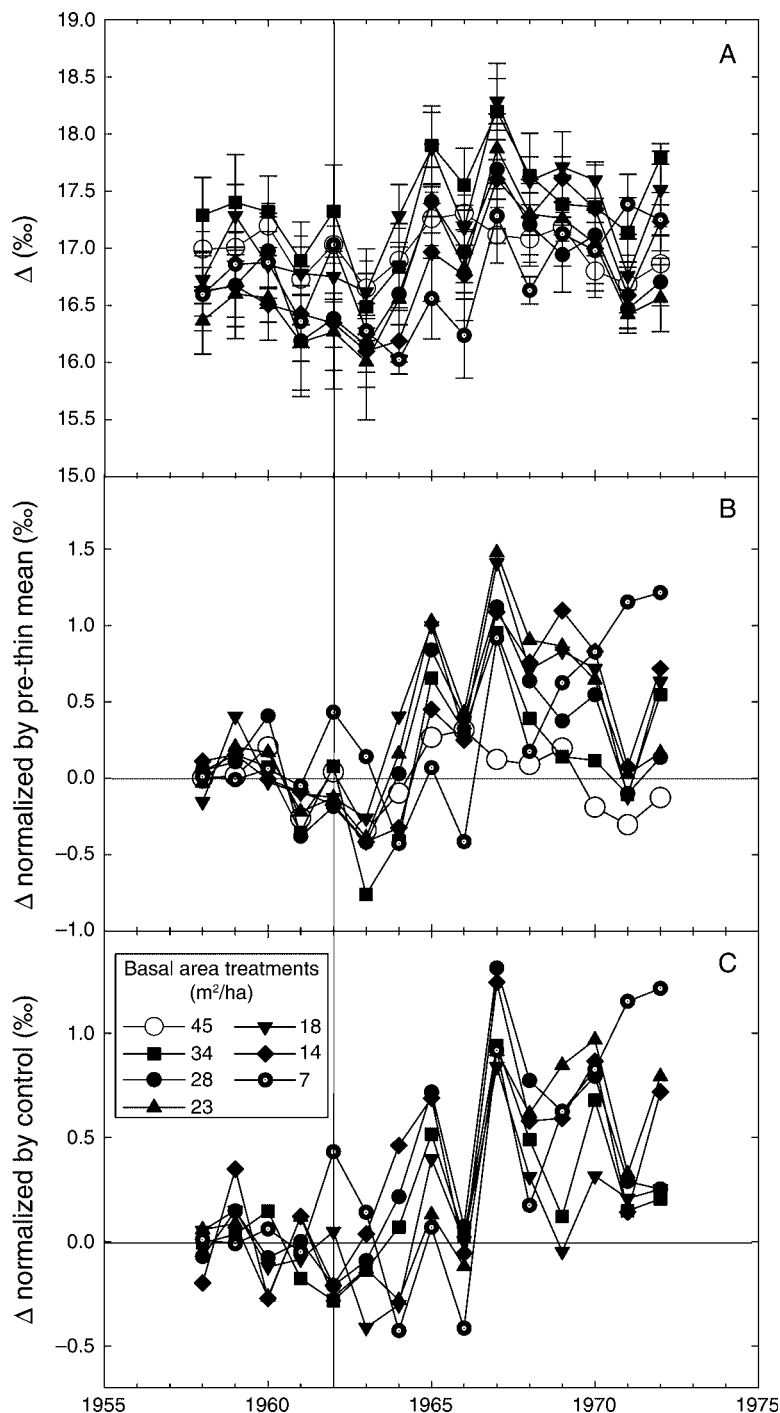 A
19.0
18.5
18.0
17.5
17.0
16.5
16.0
15.5
15.0
Δ (‰)
B
1.5
1.0
0.5
0.0
−0.5
−1.0
Δ normalized by pre-thin mean (‰)
C
Basal area treatments
(m²/ha)
45
34
28
23
18
14
7
1.0
0.5
0.0
−0.5
Δ normalized by control (‰)
1955 1960 1965 1970 1975